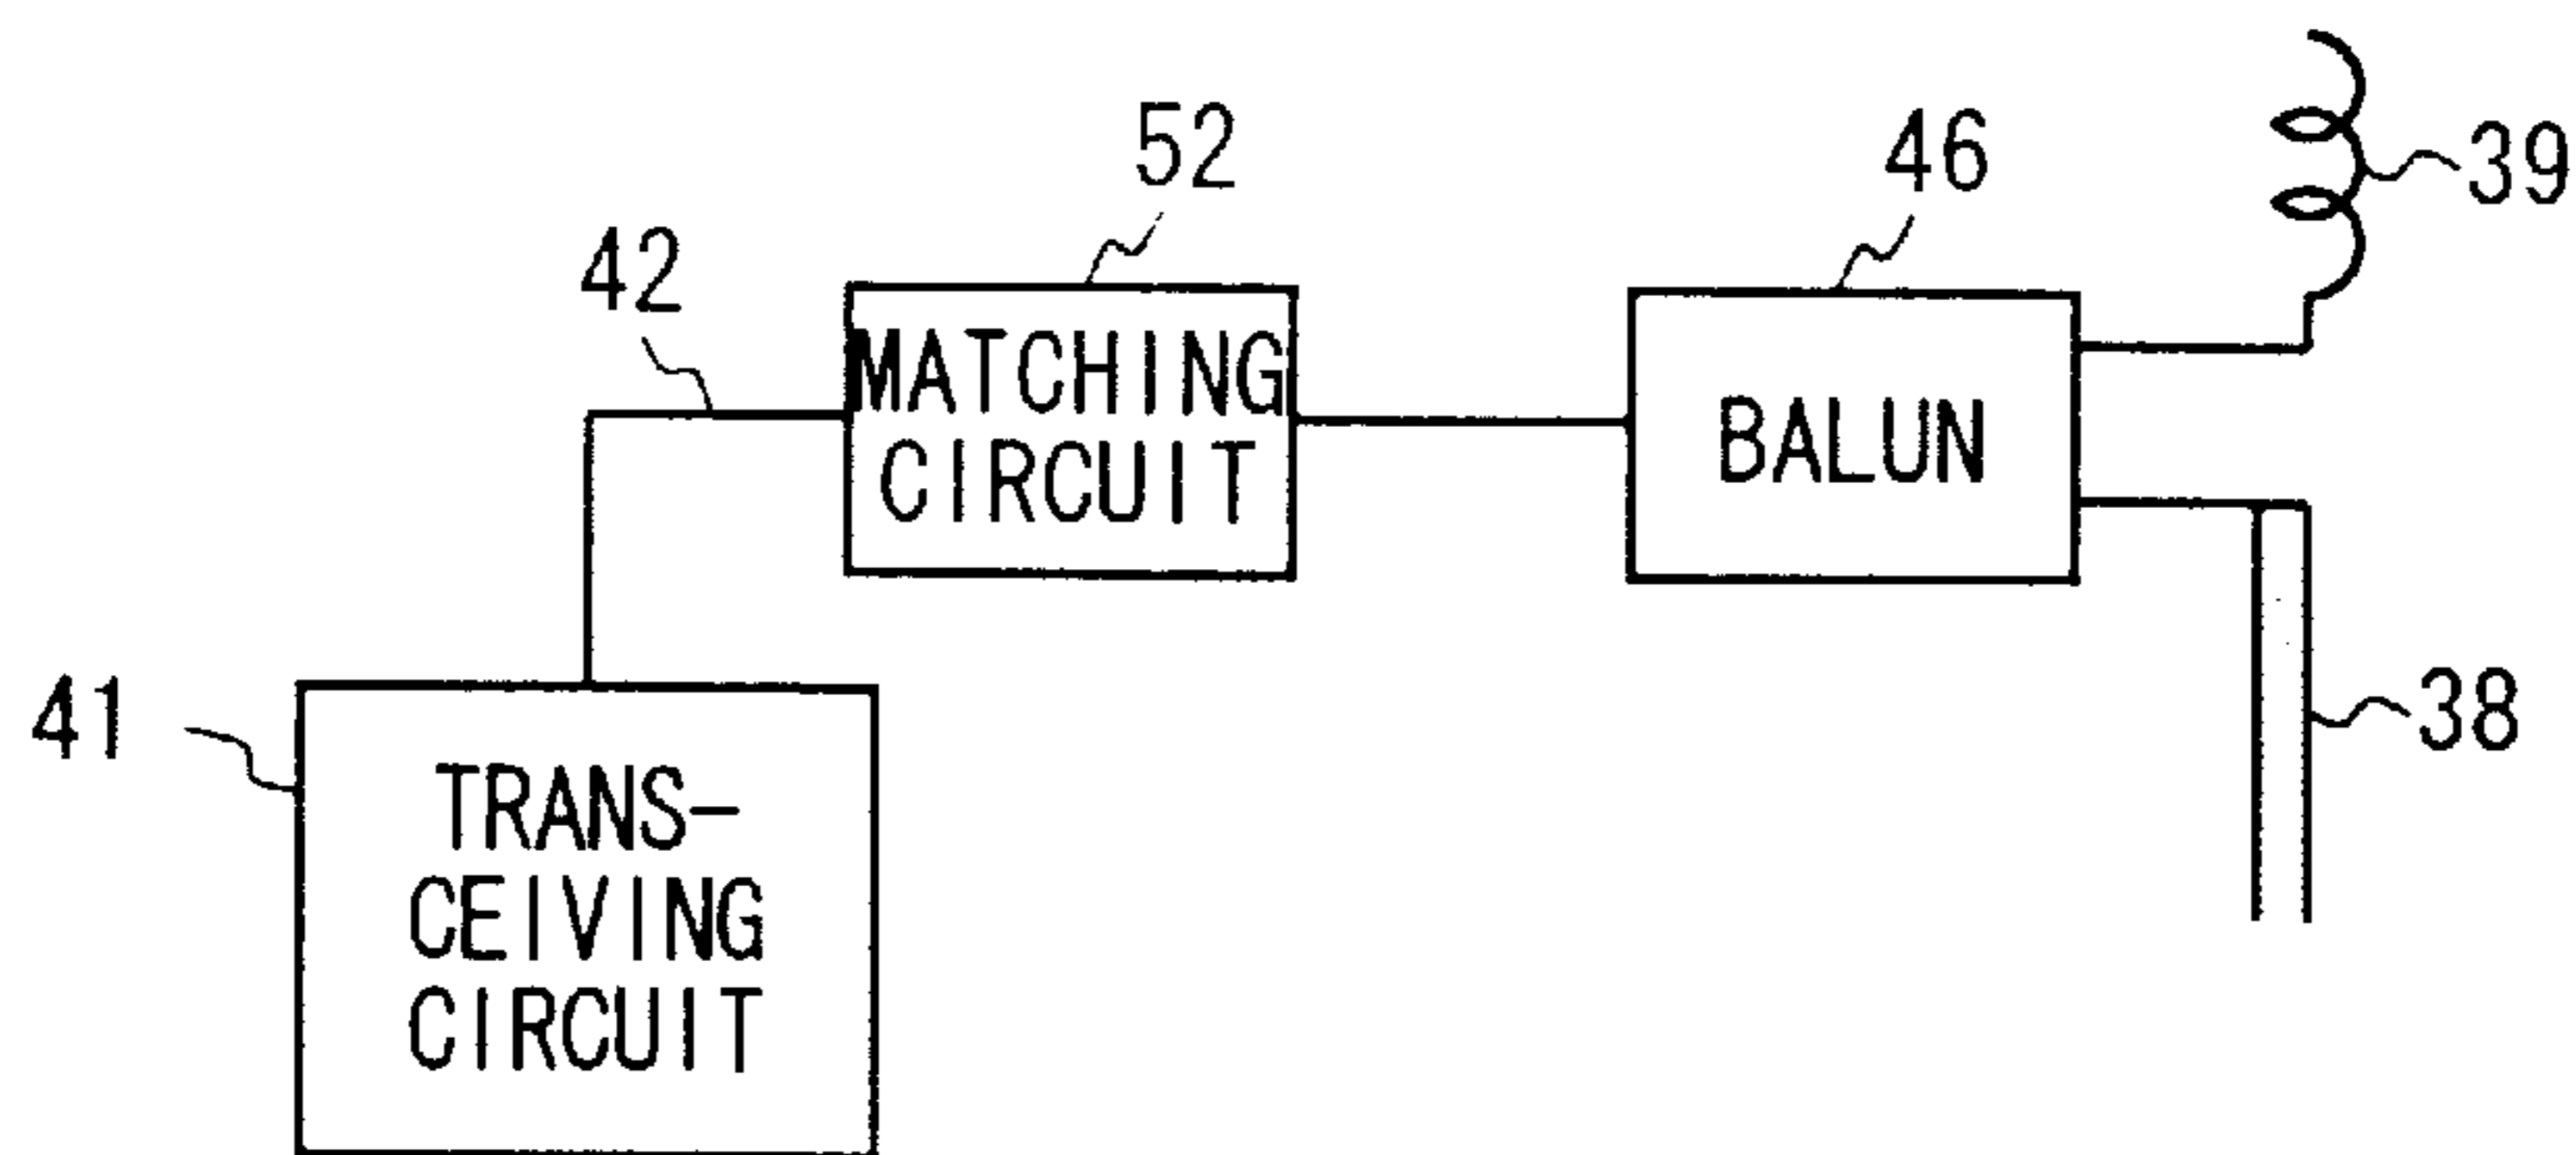 52
46
39
42
MATCHING
CIRCUIT
BALUN
41
TRANS-
CEIVING
CIRCUIT
38